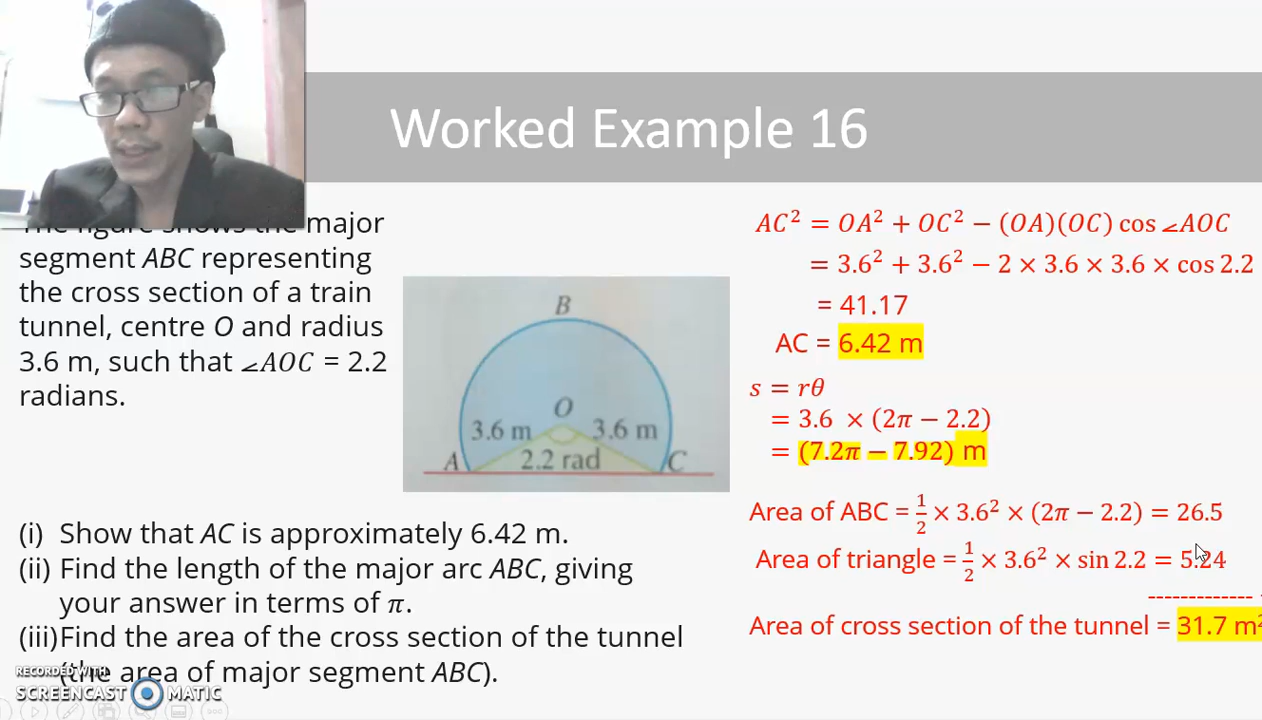 Worked Example 16
The figure shows the major
segment ABC representing
the cross section of a train
tunnel, centre O and radius
3.6 m, such that ∠AOC = 2.2
radians.
B
O
3.6 m 3.6 m
A 2.2 rad C
(i) Show that AC is approximately 6.42 m.
(ii) Find the length of the major arc ABC, giving
your answer in terms of π.
(iii)Find the area of the cross section of the tunnel
(the area of major segment ABC).
AC² = OA² + OC² − (OA)(OC) cos ∠AOC
= 3.6² + 3.6² − 2 × 3.6 × 3.6 × cos 2.2
= 41.17
AC = 6.42 m
s = rθ
= 3.6 × (2π − 2.2)
= (7.2π − 7.92) m
Area of ABC = 1/2 × 3.6² × (2π − 2.2) = 26.5
Area of triangle = 1/2 × 3.6² × sin 2.2 = 5.24
Area of cross section of the tunnel = 31.7 m²
RECORDED WITH
SCREENCAST MATIC